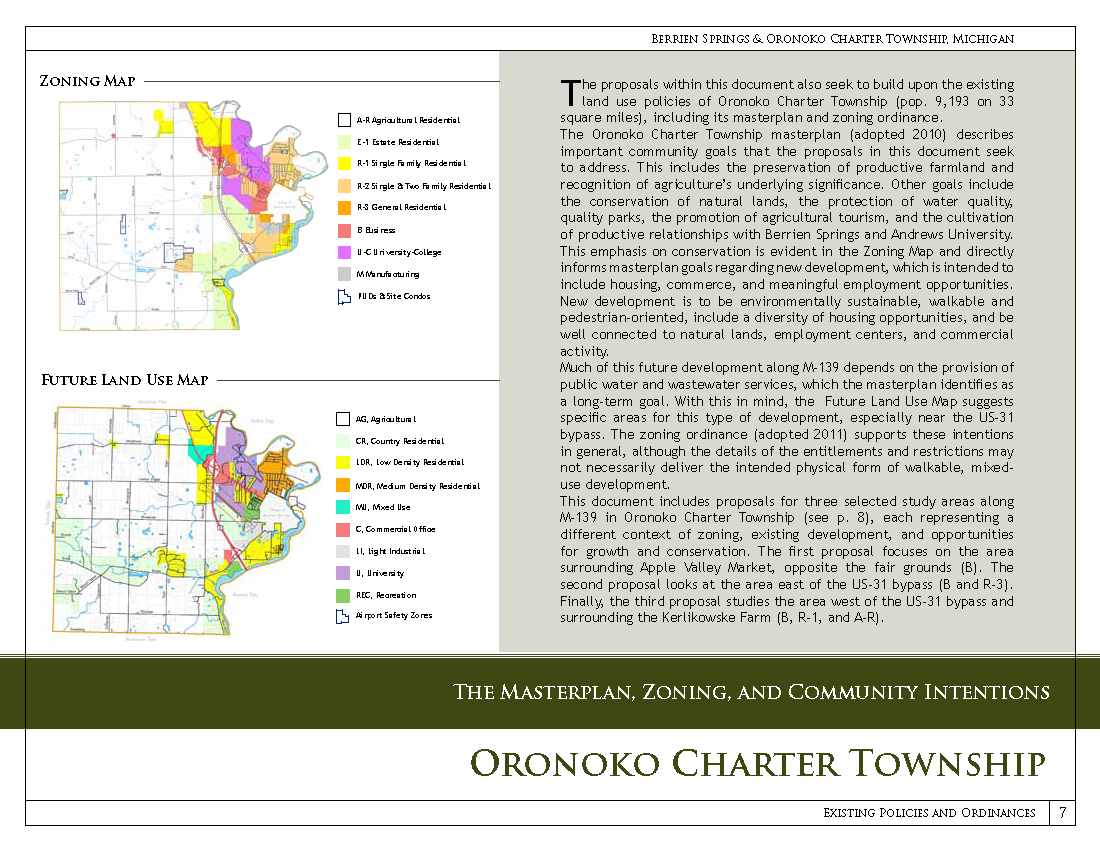 Berrien Springs & Oronoko Charter Township, Michigan
Zoning Map
A-R Agricultural Residential
E-1 Estate Residential
R-1 Single Family Residential
R-2 Single & Two Family Residential
R-3 General Residential
B Business
U-C University-College
M Manufacturing
PUDs & Site Condos
Future Land Use Map
AG, Agricultural
CR, Country Residential
LDR, Low Density Residential
MDR, Medium Density Residential
MU, Mixed Use
C, Commercial Office
LI, Light Industrial
U, University
REC, Recreation
Airport Safety Zones
The proposals within this document also seek to build upon the existing
land use policies of Oronoko Charter Township (pop. 9,193 on 33
square miles), including its masterplan and zoning ordinance.
The Oronoko Charter Township masterplan (adopted 2010) describes
important community goals that the proposals in this document seek
to address. This includes the preservation of productive farmland and
recognition of agriculture's underlying significance. Other goals include
the conservation of natural lands, the protection of water quality,
quality parks, the promotion of agricultural tourism, and the cultivation
of productive relationships with Berrien Springs and Andrews University.
This emphasis on conservation is evident in the Zoning Map and directly
informs masterplan goals regarding new development, which is intended to
include housing, commerce, and meaningful employment opportunities.
New development is to be environmentally sustainable, walkable and
pedestrian-oriented, include a diversity of housing opportunities, and be
well connected to natural lands, employment centers, and commercial
activity.
Much of this future development along M-139 depends on the provision of
public water and wastewater services, which the masterplan identifies as
a long-term goal. With this in mind, the Future Land Use Map suggests
specific areas for this type of development, especially near the US-31
bypass. The zoning ordinance (adopted 2011) supports these intentions
in general, although the details of the entitlements and restrictions may
not necessarily deliver the intended physical form of walkable, mixed-
use development.
This document includes proposals for three selected study areas along
M-139 in Oronoko Charter Township (see p. 8), each representing a
different context of zoning, existing development, and opportunities
for growth and conservation. The first proposal focuses on the area
surrounding Apple Valley Market, opposite the fair grounds (B). The
second proposal looks at the area east of the US-31 bypass (B and R-3).
Finally, the third proposal studies the area west of the US-31 bypass and
surrounding the Kerlikowske Farm (B, R-1, and A-R).
The Masterplan, Zoning, and Community Intentions
Oronoko Charter Township
Existing Policies and Ordinances 7